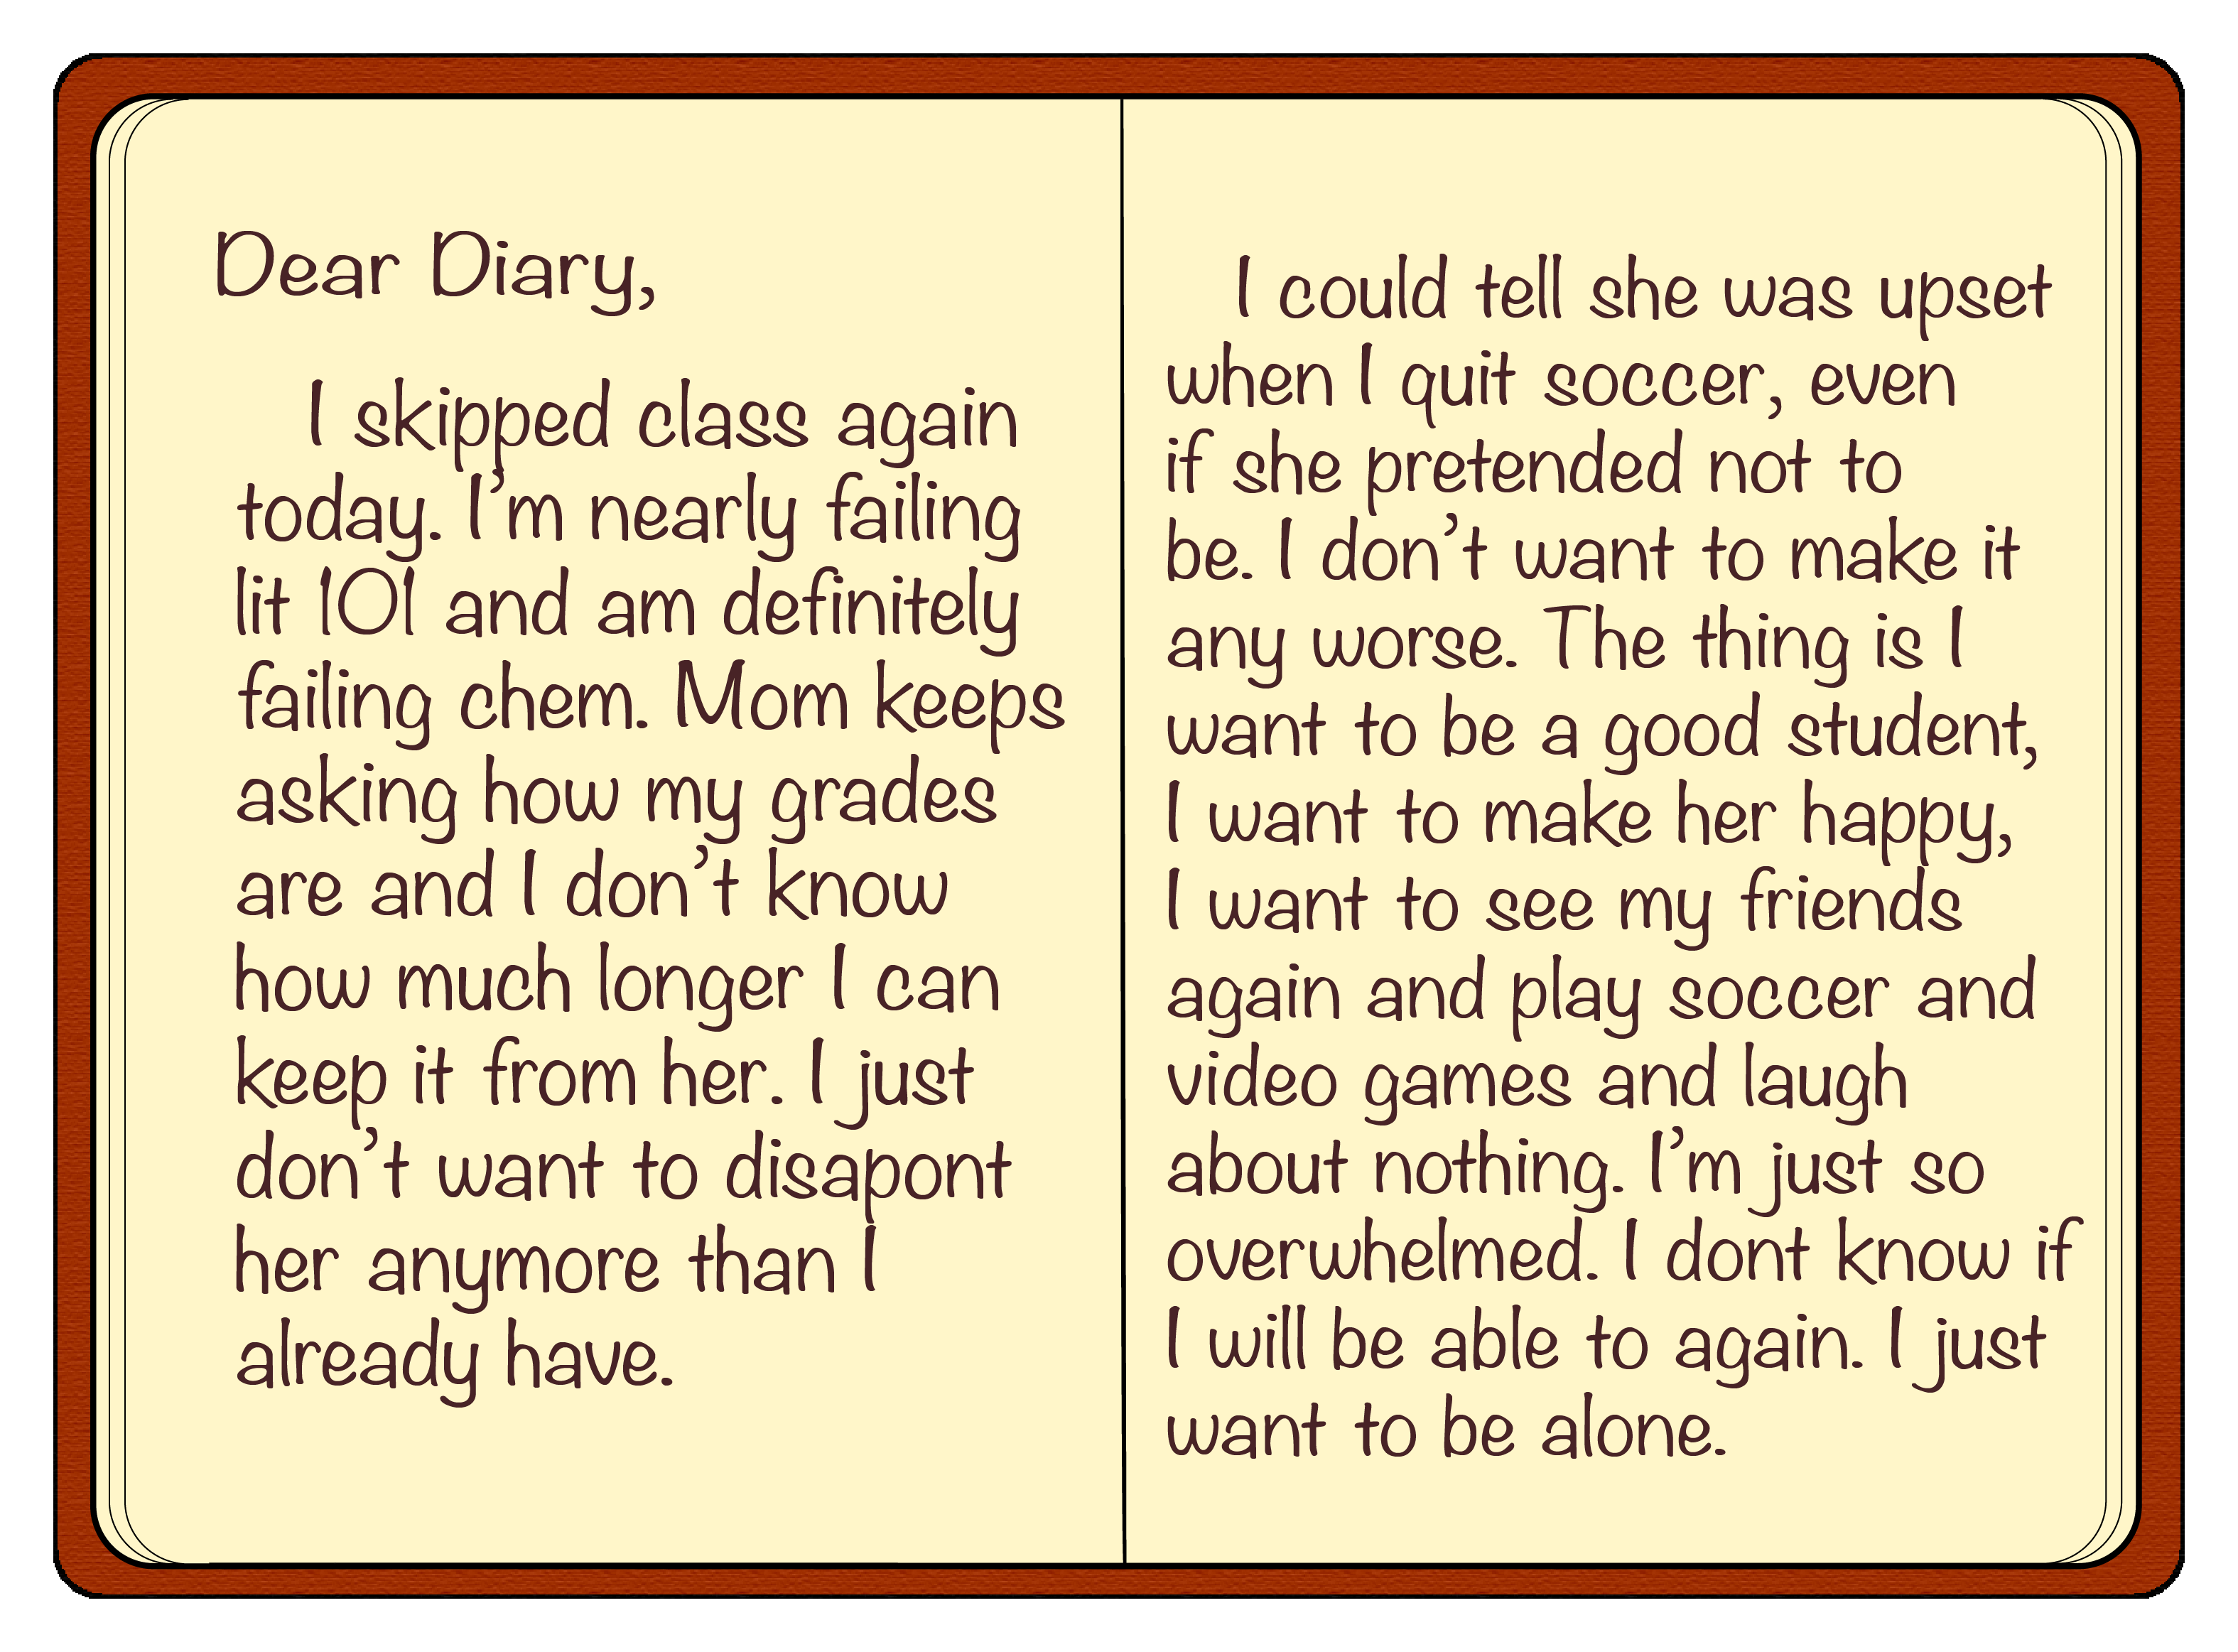 Dear Diary,
I skipped class again
today. I'm nearly failing
lit 101 and am definitely
failing chem. Mom keeps
asking how my grades
are and I don't know
how much longer I can
keep it from her. I just
don't want to disapont
her anymore than I
already have.
I could tell she was upset
when I quit soccer, even
if she pretended not to
be. I don't want to make it
any worse. The thing is I
want to be a good student,
I want to make her happy,
I want to see my friends
again and play soccer and
video games and laugh
about nothing. I'm just so
overwhelmed. I dont know if
I will be able to again. I just
want to be alone.